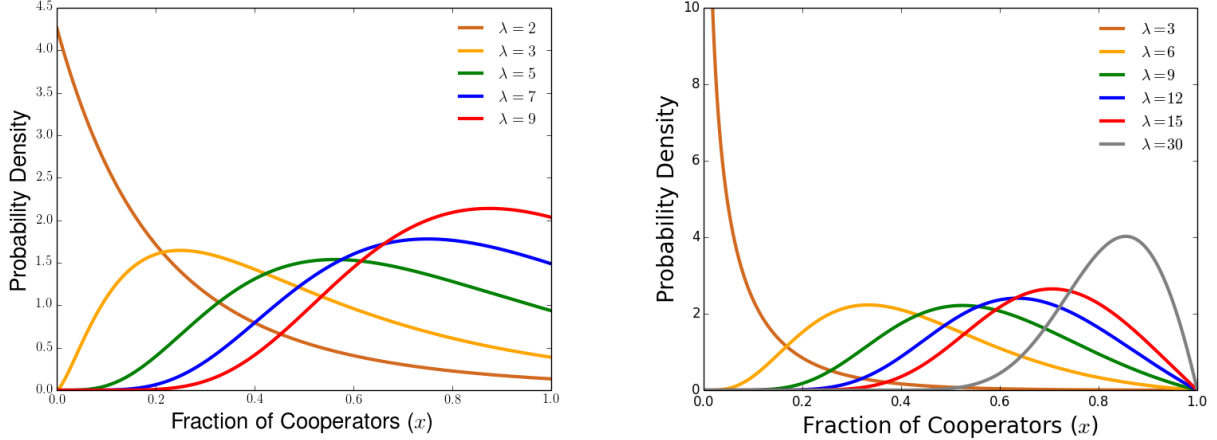 4.5
4.0
3.5
3.0
2.5
2.0
1.5
1.0
0.5
0.0
Probability Density
0.0 0.2 0.4 0.6 0.8 1.0
Fraction of Cooperators (x)
λ = 2
λ = 3
λ = 5
λ = 7
λ = 9
10
8
6
4
2
0
Probability Density
0.0 0.2 0.4 0.6 0.8 1.0
Fraction of Cooperators (x)
λ = 3
λ = 6
λ = 9
λ = 12
λ = 15
λ = 30